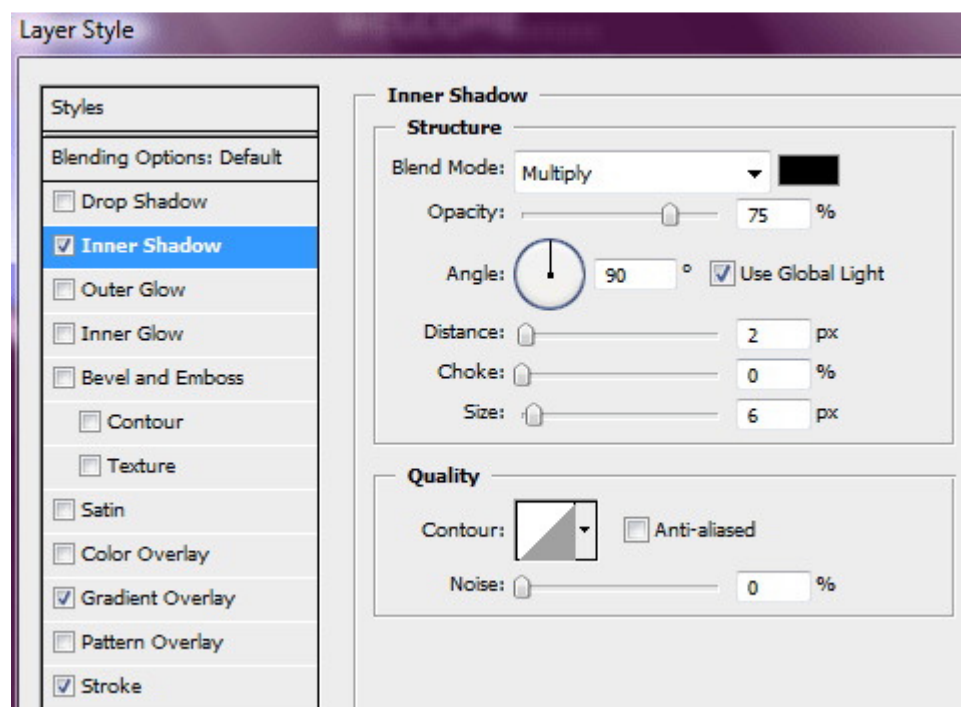 Layer Style
Styles
Blending Options: Default
Drop Shadow
Inner Shadow
Outer Glow
Inner Glow
Bevel and Emboss
Contour
Texture
Satin
Color Overlay
Gradient Overlay
Pattern Overlay
Stroke
Inner Shadow
Structure
Blend Mode: Multiply
Opacity: 75 %
Angle: 90 ° Use Global Light
Distance: 2 px
Choke: 0 %
Size: 6 px
Quality
Contour: Anti-aliased
Noise: 0 %